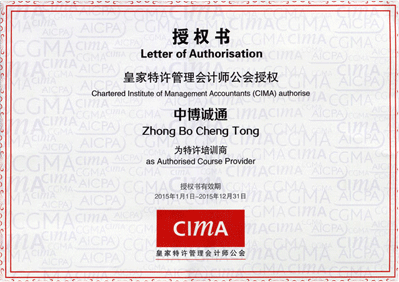 授权书
Letter of Authorisation
皇家特许管理会计师公会授权
Chartered Institute of Management Accountants (CIMA) authorise
中博诚通
Zhong Bo Cheng Tong
为特许培训商
as Authorised Course Provider
授权书有效期
2015年1月1日~2015年12月31日
CIMA
皇家特许管理会计师公会